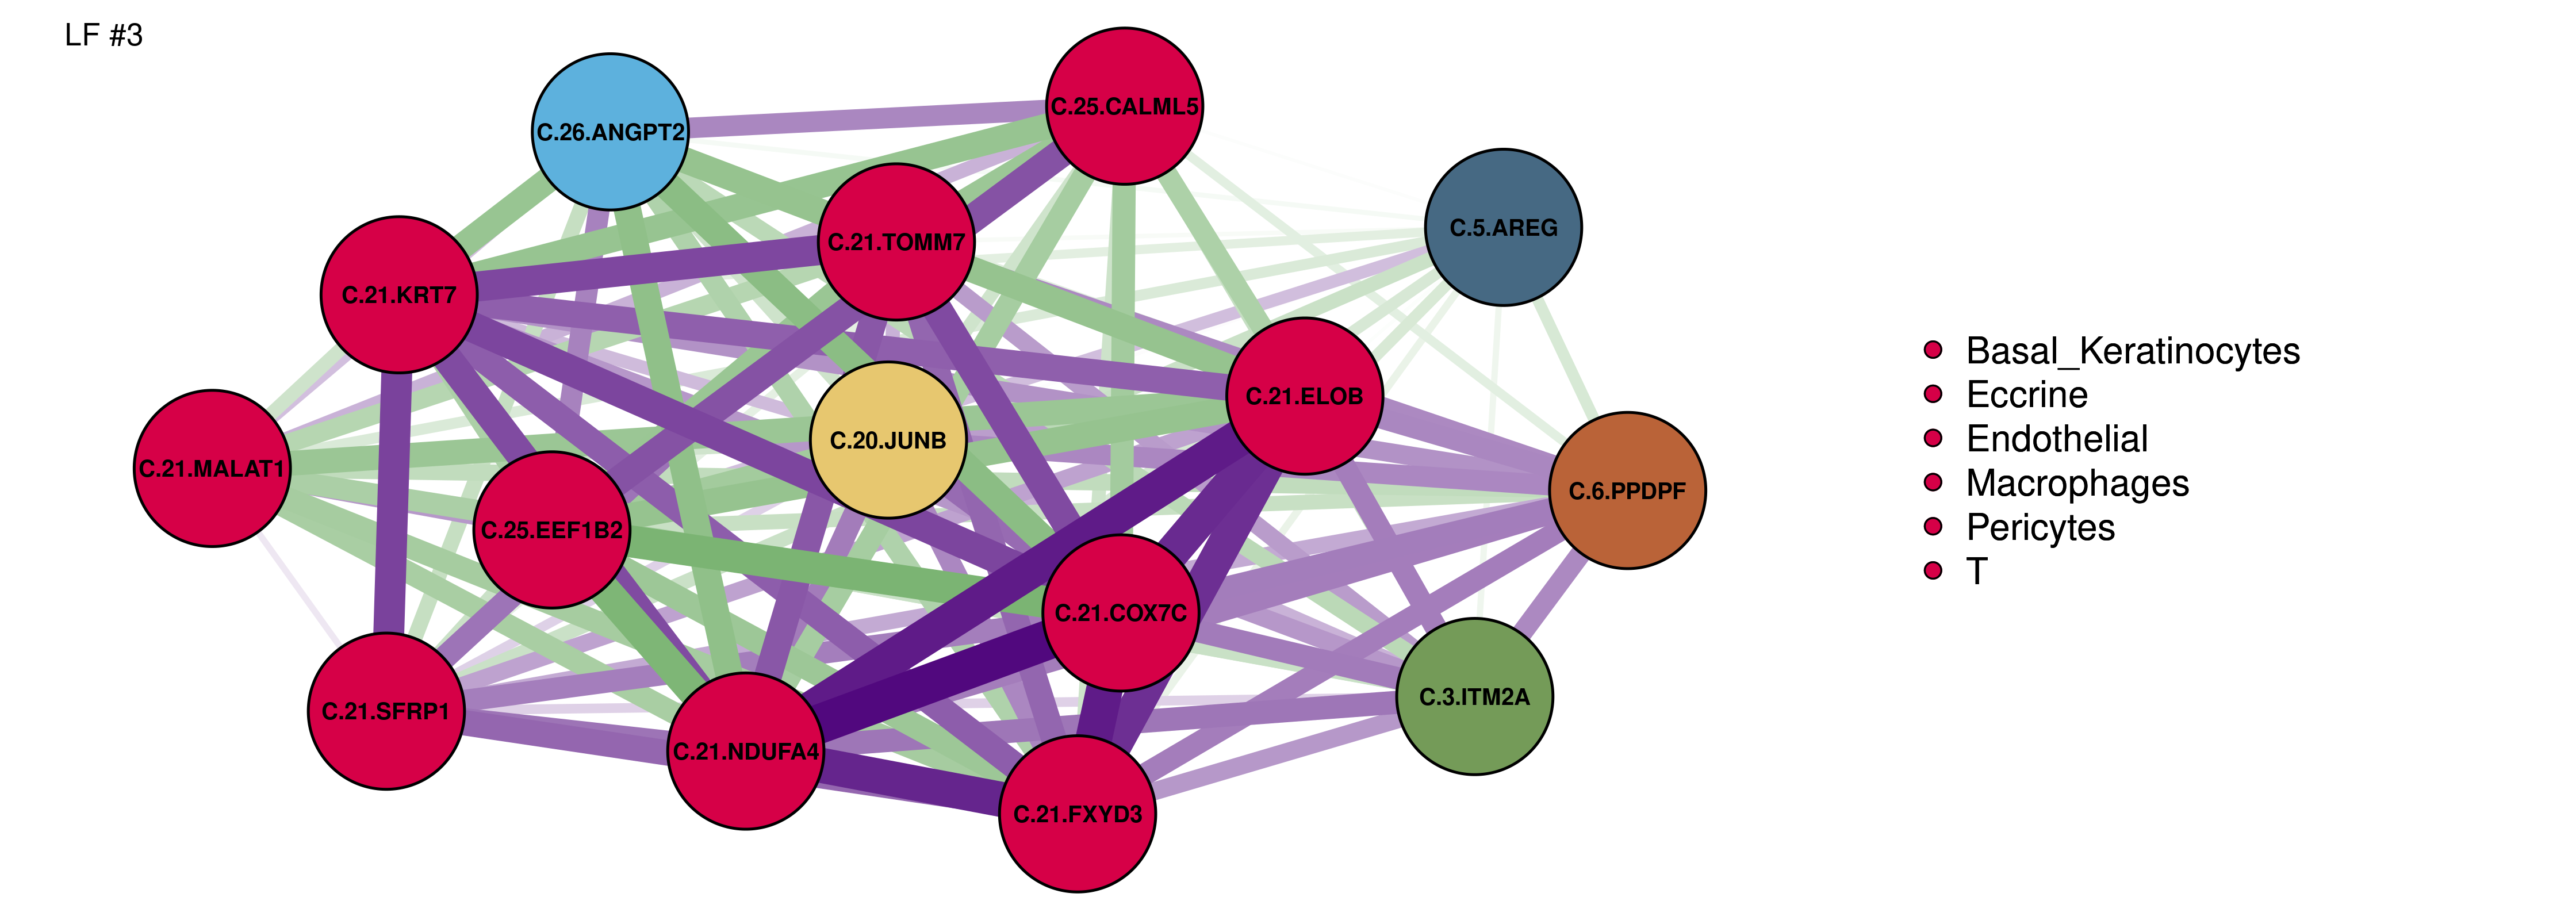 LF #3
C.26.ANGPT2
C.25.CALML5
C.5.AREG
C.21.TOMM7
C.21.KRT7
C.21.ELOB
C.20.JUNB
C.21.MALAT1
C.6.PPDPF
C.25.EEF1B2
C.21.COX7C
C.3.ITM2A
C.21.SFRP1
C.21.NDUFA4
C.21.FXYD3
Basal_Keratinocytes
Eccrine
Endothelial
Macrophages
Pericytes
T